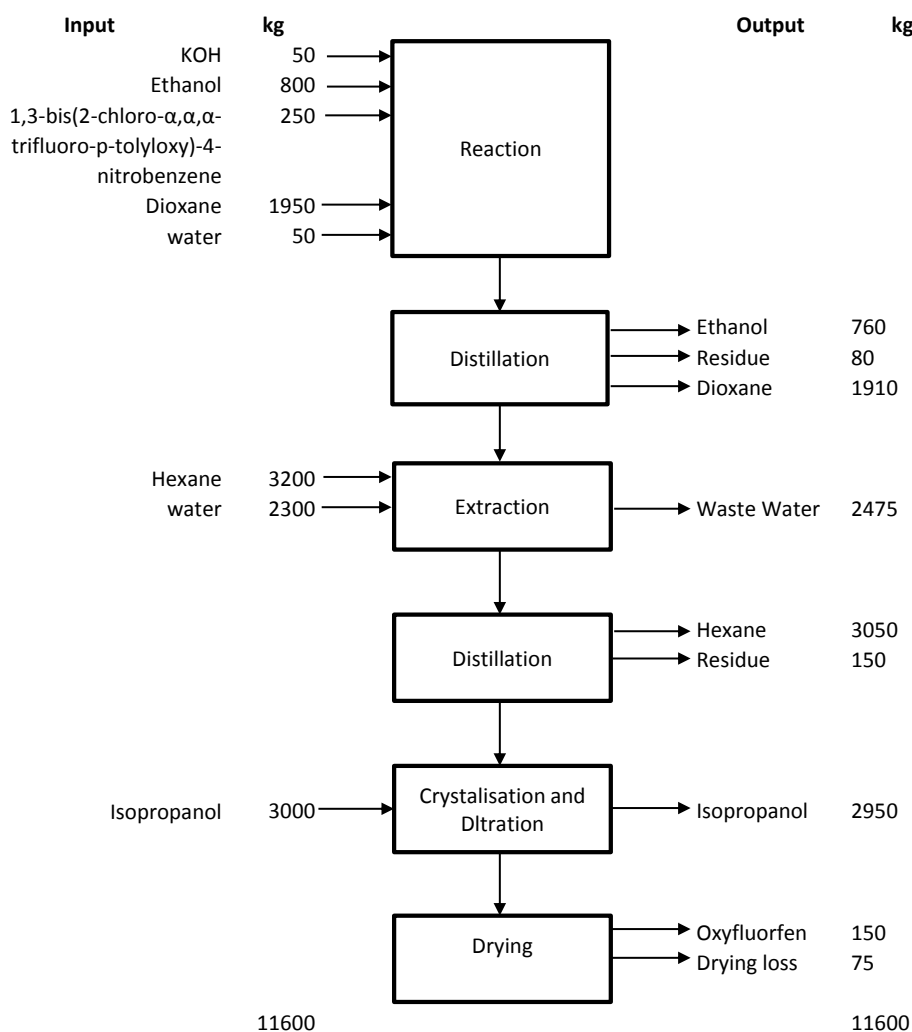 Input kg Output kg
KOH 50
Ethanol 800
1,3-bis(2-chloro-α,α,α- 250
trifluoro-p-tolyloxy)-4-
nitrobenzene
Reaction
Dioxane 1950
water 50
Ethanol 760
Distillation Residue 80
Dioxane 1910
Hexane 3200
water 2300 Extraction Waste Water 2475
Hexane 3050
Distillation Residue 150
Crystalisation and
Isopropanol 3000 Isopropanol 2950
Dltration
Drying Oxyfluorfen 150
Drying loss 75
11600 11600